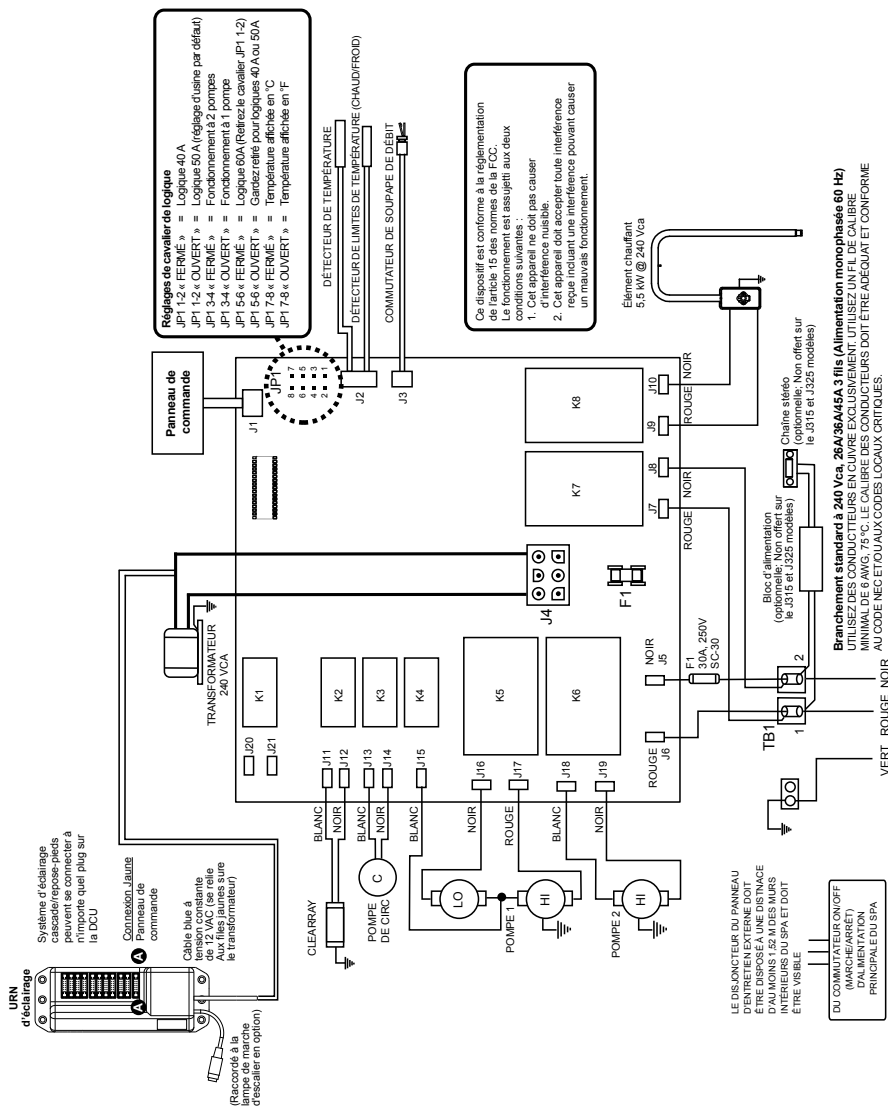 URN
d'éclairage
Système d'éclairage
cascade/repose-pieds
peuvent se connecter à
n'importe quel plug sur
la DCU
A
Connexion Jaune
Panneau de
commande
A
Câble blue à
tension constante
de 12 VAC (se relie
Aux files jaunes sure
le transformateur)
(Raccordé à la
lampe de marche
d'escalier en option)
TRANSFORMATEUR
240 VCA
Panneau de
commande
Réglages de cavalier de logique
JP1 1-2 « FERMÉ » = Logique 40 A
JP1 1-2 « OUVERT » = Logique 50 A (réglage d'usine par défaut)
JP1 3-4 « FERMÉ » = Fonctionnement à 2 pompes
JP1 3-4 « OUVERT » = Fonctionnement à 1 pompe
JP1 5-6 « FERMÉ » = Logique 60A (Retirez le cavalier JP1 1-2)
JP1 5-6 « OUVERT » = Gardez retiré pour logiques 40 A ou 50 A
JP1 7-8 « FERMÉ » = Température affichée en °C
JP1 7-8 « OUVERT » = Température affichée en °F
J1
JP1
8 7
6 5
4 3
2 1
J2
J3
DÉTECTEUR DE TEMPÉRATURE
DÉTECTEUR DE LIMITES DE TEMPÉRATURE (CHAUD/FROID)
COMMUTATEUR DE SOUPAPE DE DÉBIT
Ce dispositif est conforme à la réglementation
de l'article 15 des normes de la FCC.
Le fonctionnement est assujetti aux deux
conditions suivantes :
1. Cet appareil ne doit pas causer
d'interférence nuisible.
2. Cet appareil doit accepter toute interférence
reçue incluant une interférence pouvant causer
un mauvais fonctionnement.
J20
J21
K1
K2
K3
K4
K5
K6
K7
K8
J4
F1
CLEARRAY
BLANC
J11
NOIR
J12
POMPE
DE CIRC
C
BLANC
J13
NOIR
J14
BLANC
J15
POMPE 1
LO
HI
NOIR
J16
ROUGE
J17
POMPE 2
HI
BLANC
J18
NOIR
J19
ROUGE
J6
NOIR
J5
F1
30A, 250V
SC-30
ROUGE
J7
NOIR
J8
ROUGE
J9
NOIR
J10
Élément chauffant
5,5 kW @ 240 Vca
TB1
1
2
Bloc d'alimentation
(optionnelle; Non offert sur
le J315 et J325 modèles)
Chaîne stéréo
(optionnelle; Non offert sur
le J315 et J325 modèles)
VERT
ROUGE
NOIR
Branchement standard à 240 Vca, 26A/36A/45A 3 fils (Alimentation monophasée 60 Hz)
UTILISEZ DES CONDUCTTEURS EN CUIVRE EXCLUSIVEMENT. UTILISEZ UN FIL DE CALIBRE
MINIMAL DE 6 AWG, 75 °C. LE CALIBRE DES CONDUCTEURS DOIT ÊTRE ADÉQUAT ET CONFORME
AU CODE NEC ET/OU AUX CODES LOCAUX CRITIQUES.
LE DISJONCTEUR DU PANNEAU
D'ENTRETIEN EXTERNE DOIT
ÊTRE DISPOSÉ À UNE DISTNACE
D'AU MOINS 1,52 M DES MURS
INTÉRIEURS DU SPA ET DOIT
ÊTRE VISIBLE
DU COMMUTATEUR ON/OFF
(MARCHE/ARRÊT)
D'ALIMENTATION
PRINCIPALE DU SPA